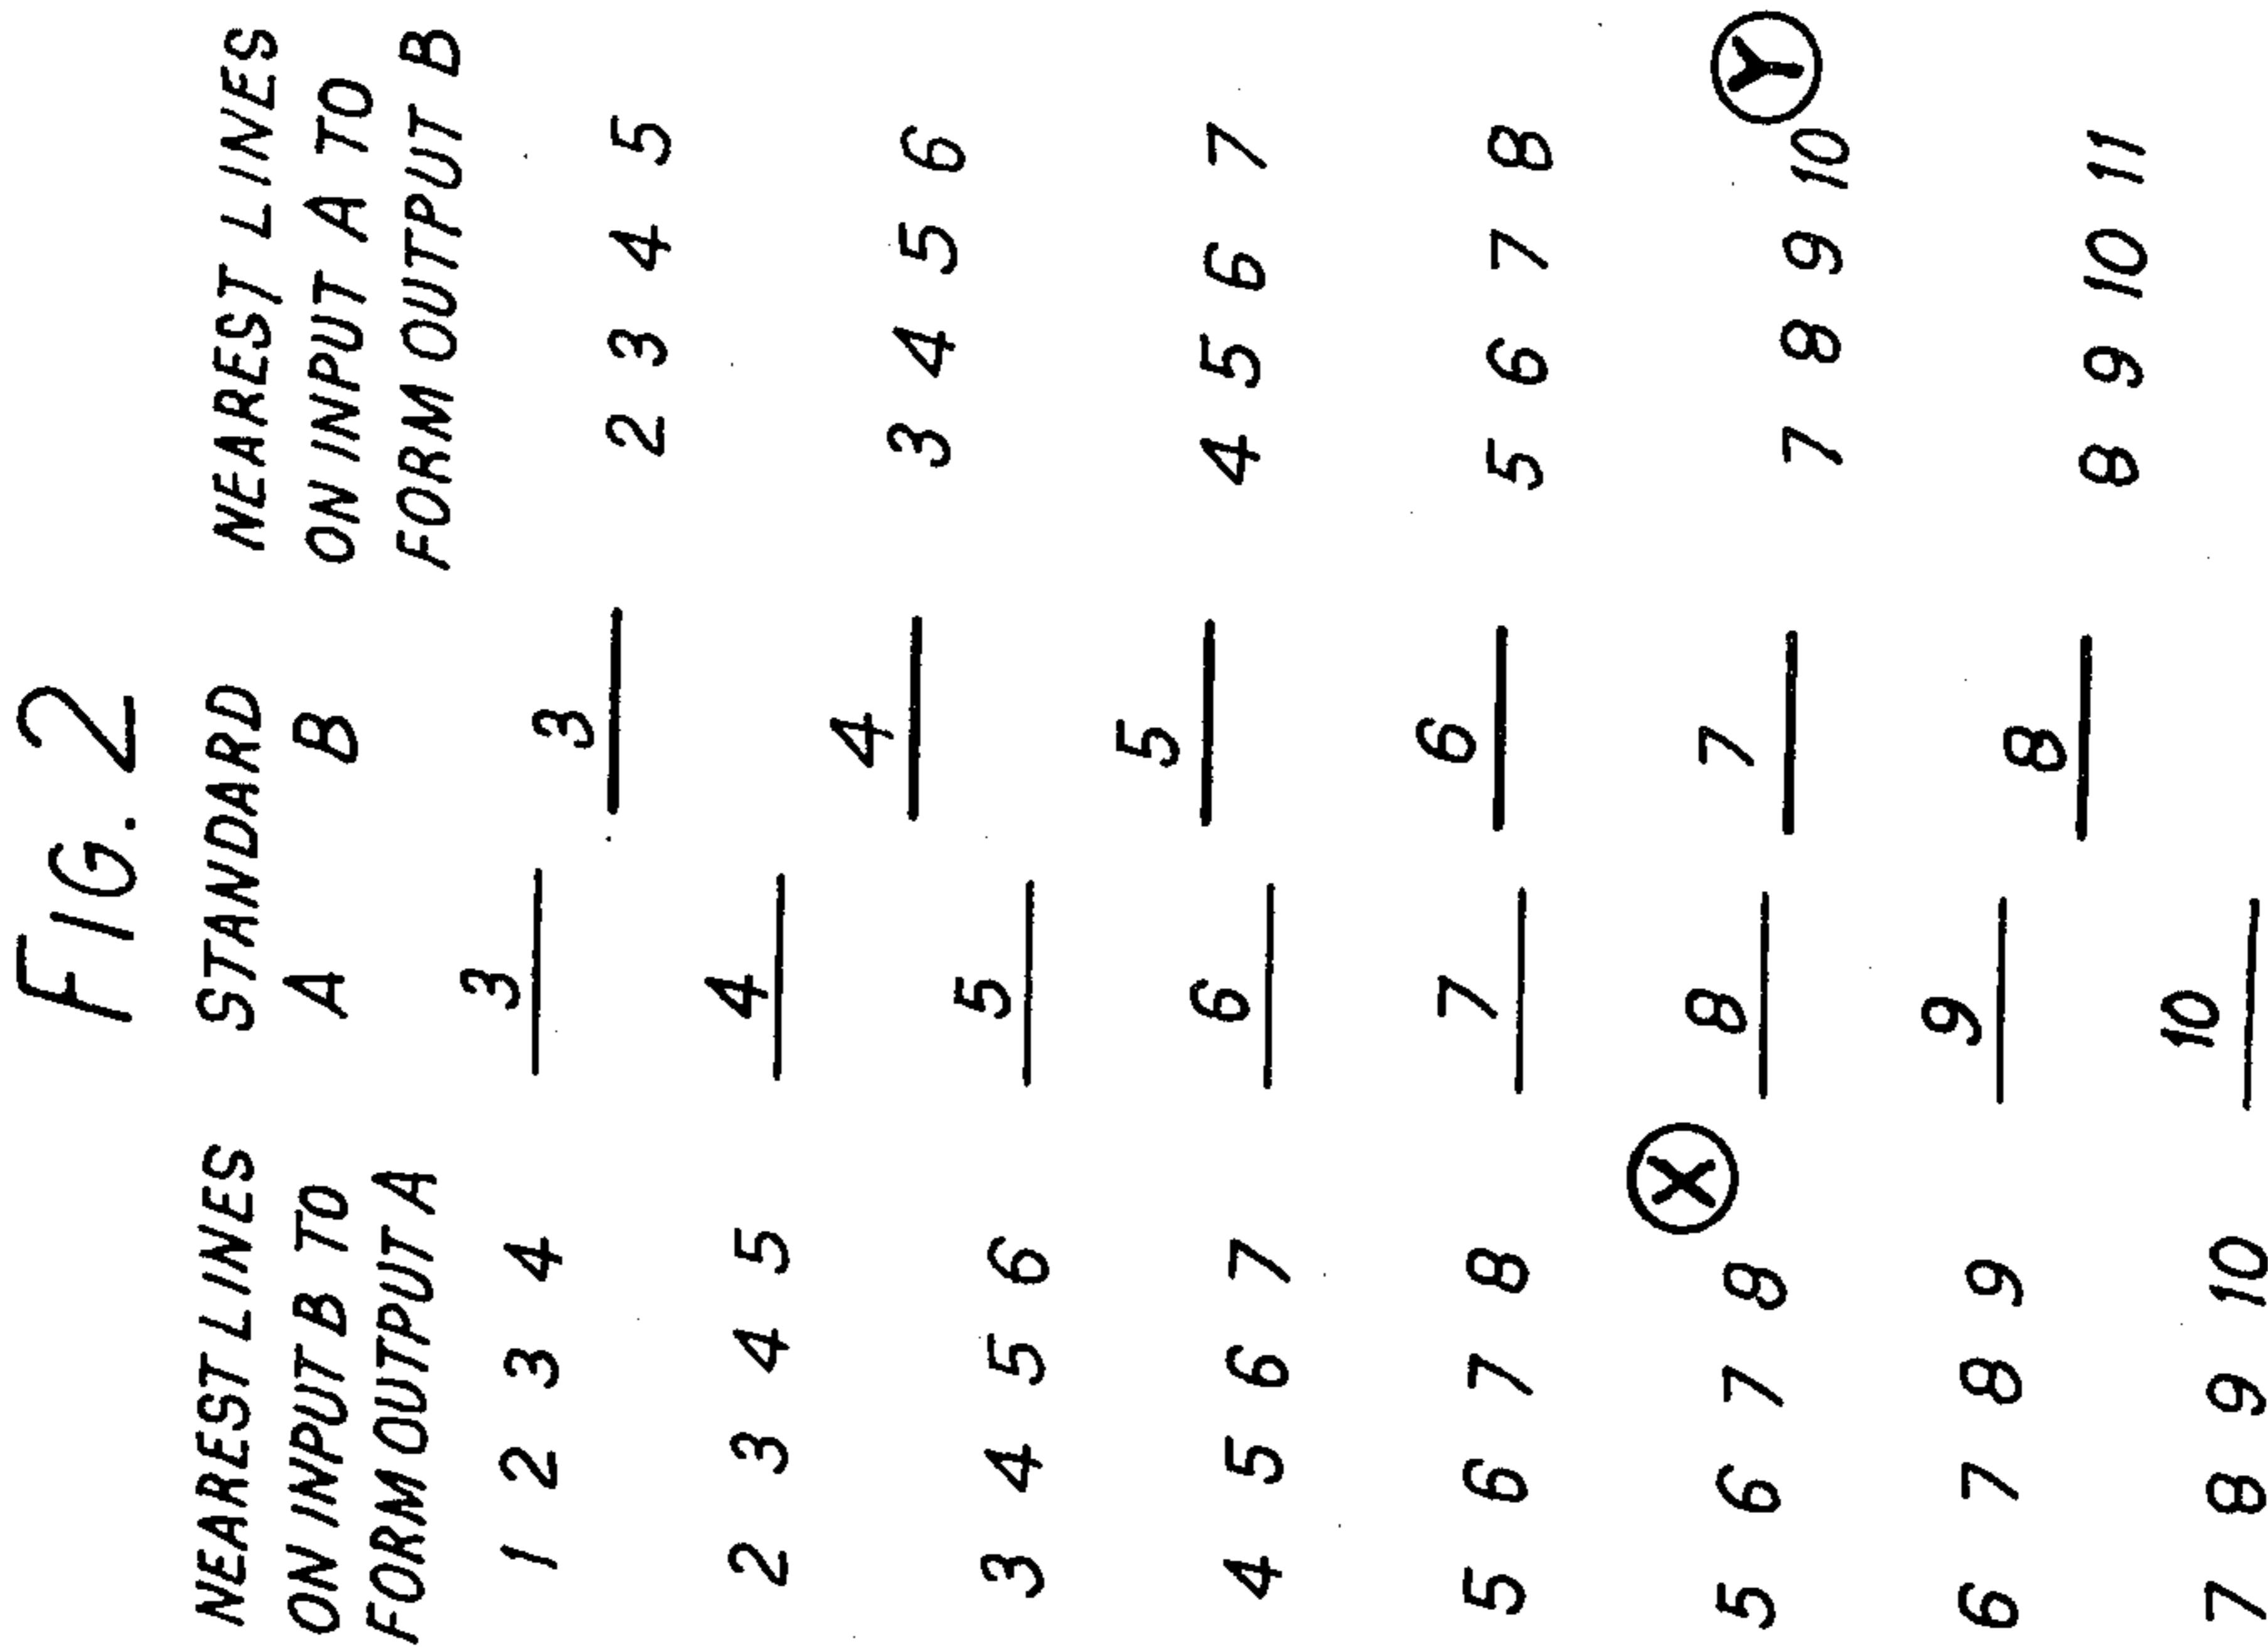 FIG. 2
NEAREST LINES
ON INPUT B TO
FORM OUTPUT A
STANDARD
A B
NEAREST LINES
ON INPUT A TO
FORM OUTPUT B
1 2 3 4 3
3 2 3 4 5
2 3 4 5 4
4 3 4 5 6
3 4 5 6 5
5 4 5 6 7
4 5 6 7 6
6 5 6 7 8
5 6 7 8 7
X
7 7 8 9 10 Y
5 6 7 8 8
6 7 8 9 9
8 8 9 10 11
7 8 9 10 10